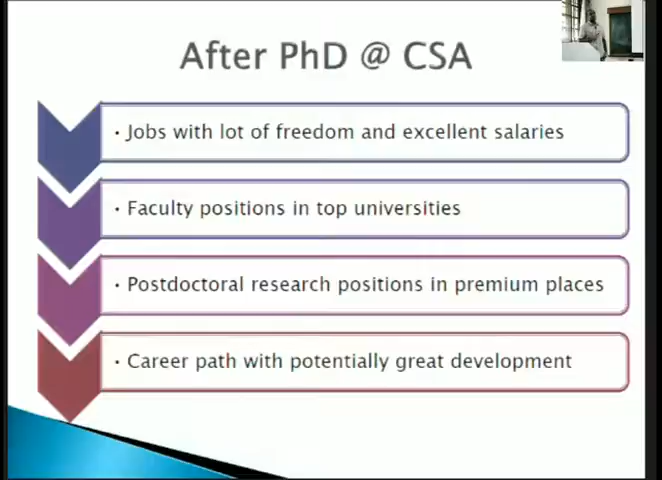 After PhD @ CSA
• Jobs with lot of freedom and excellent salaries
• Faculty positions in top universities
• Postdoctoral research positions in premium places
• Career path with potentially great development